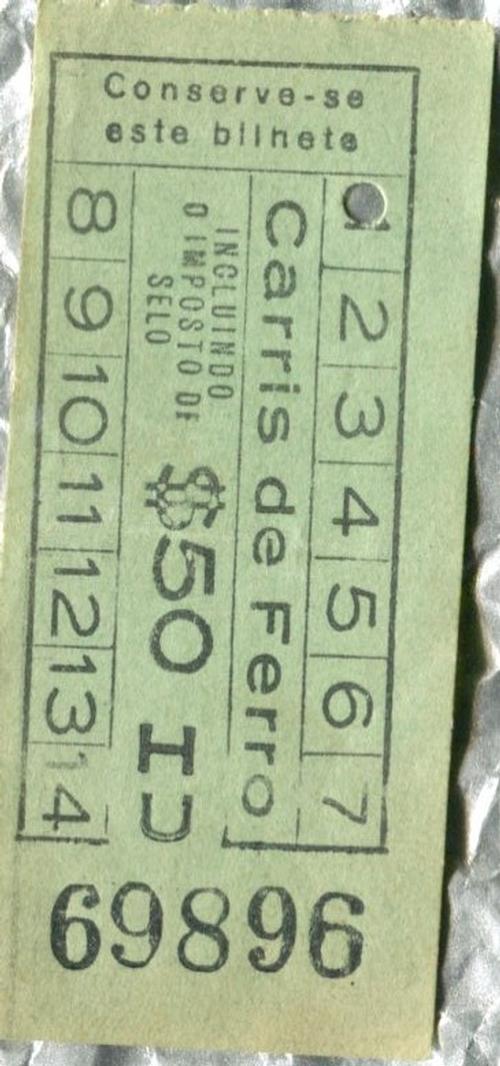 Conserve-se
este bilhete
1 2 3 4 5 6 7
Carris de Ferro
INCLUINDO
O IMPOSTO DE
SELO
$50
8 9 10 11 12 13 14
69896